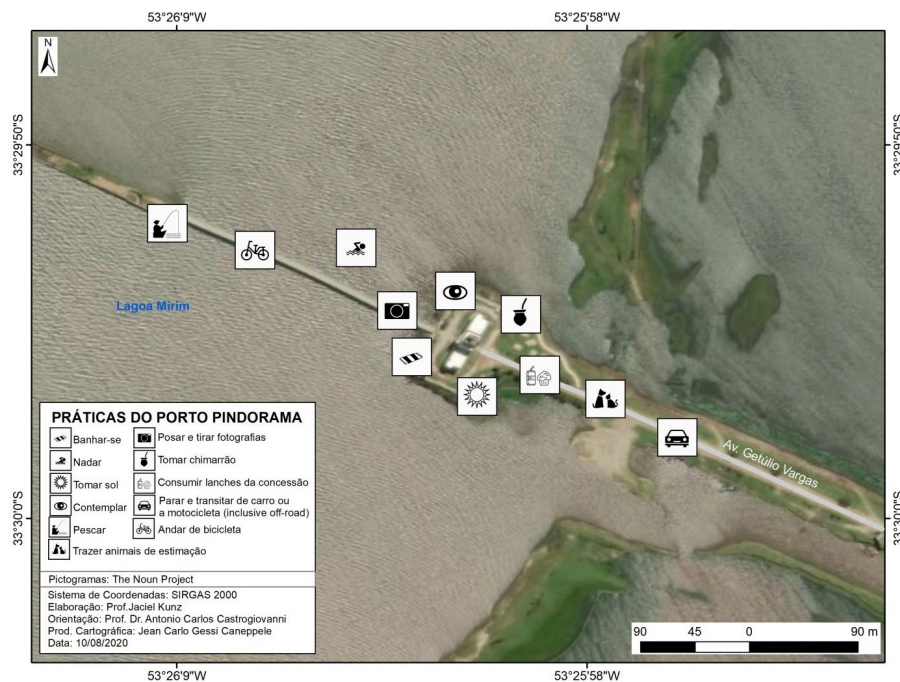 53°26'9"W
53°25'58"W
N
33°29'50"S
33°29'50"S
Lagoa Mirim
Av. Getúlio Vargas
PRÁTICAS DO PORTO PINDORAMA
Banhar-se
Posar e tirar fotografias
Nadar
Tomar chimarrão
Tomar sol
Consumir lanches da concessão
Contemplar
Parar e transitar de carro ou
a motocicleta (inclusive off-road)
Pescar
Andar de bicicleta
Trazer animais de estimação
Pictogramas: The Noun Project
Sistema de Coordenadas: SIRGAS 2000
Elaboração: Prof.Jaciel Kunz
Orientação: Prof. Dr. Antonio Carlos Castrogiovanni
Prod. Cartográfica: Jean Carlo Gessi Caneppele
Data: 10/08/2020
33°30'0"S
33°30'0"S
90 45 0 90 m
53°26'9"W
53°25'58"W